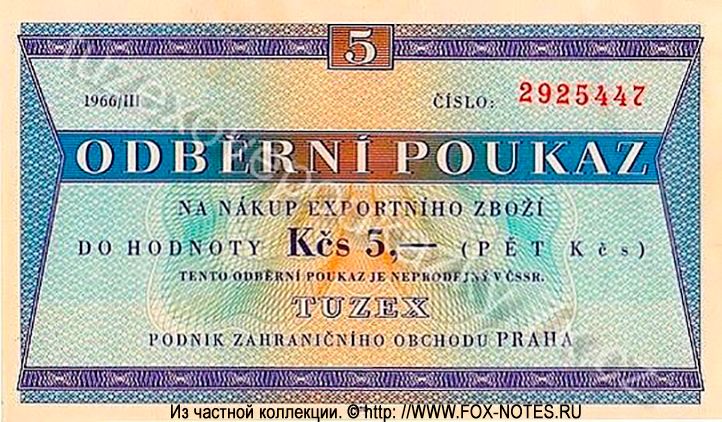 5
1966/III
ČÍSLO: 2925447
ODBĚRNÍ POUKAZ
NA NÁKUP EXPORTNÍHO ZBOŽÍ
DO HODNOTY Kčs 5,— (PĚT Kčs)
TENTO ODBĚRNÍ POUKAZ JE NEPRODEJNÝ V ČSSR.
TUZEX
PODNIK ZAHRANIČNÍHO OBCHODU PRAHA
Из частной коллекции. © http: //WWW.FOX-NOTES.RU